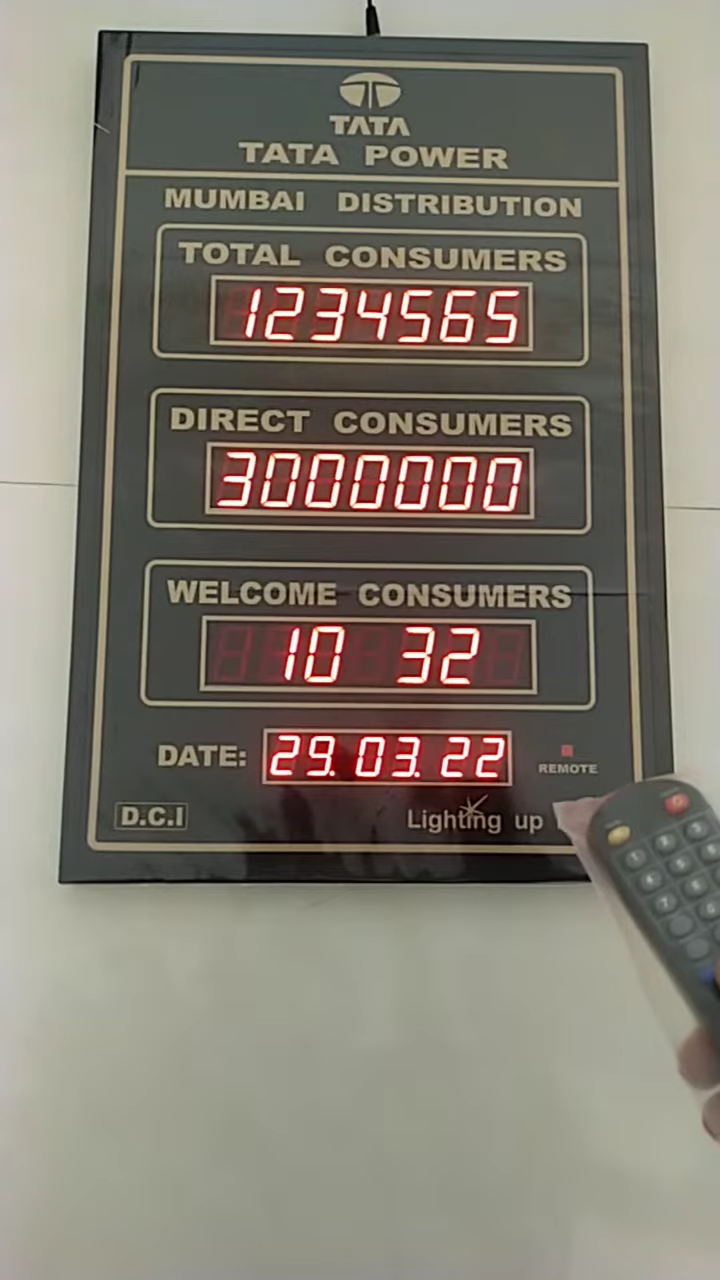 TATA
TATA POWER
MUMBAI DISTRIBUTION
TOTAL CONSUMERS
1234565
DIRECT CONSUMERS
3000000
WELCOME CONSUMERS
10 32
DATE: 29.03.22
REMOTE
D.C.I
Lighting up